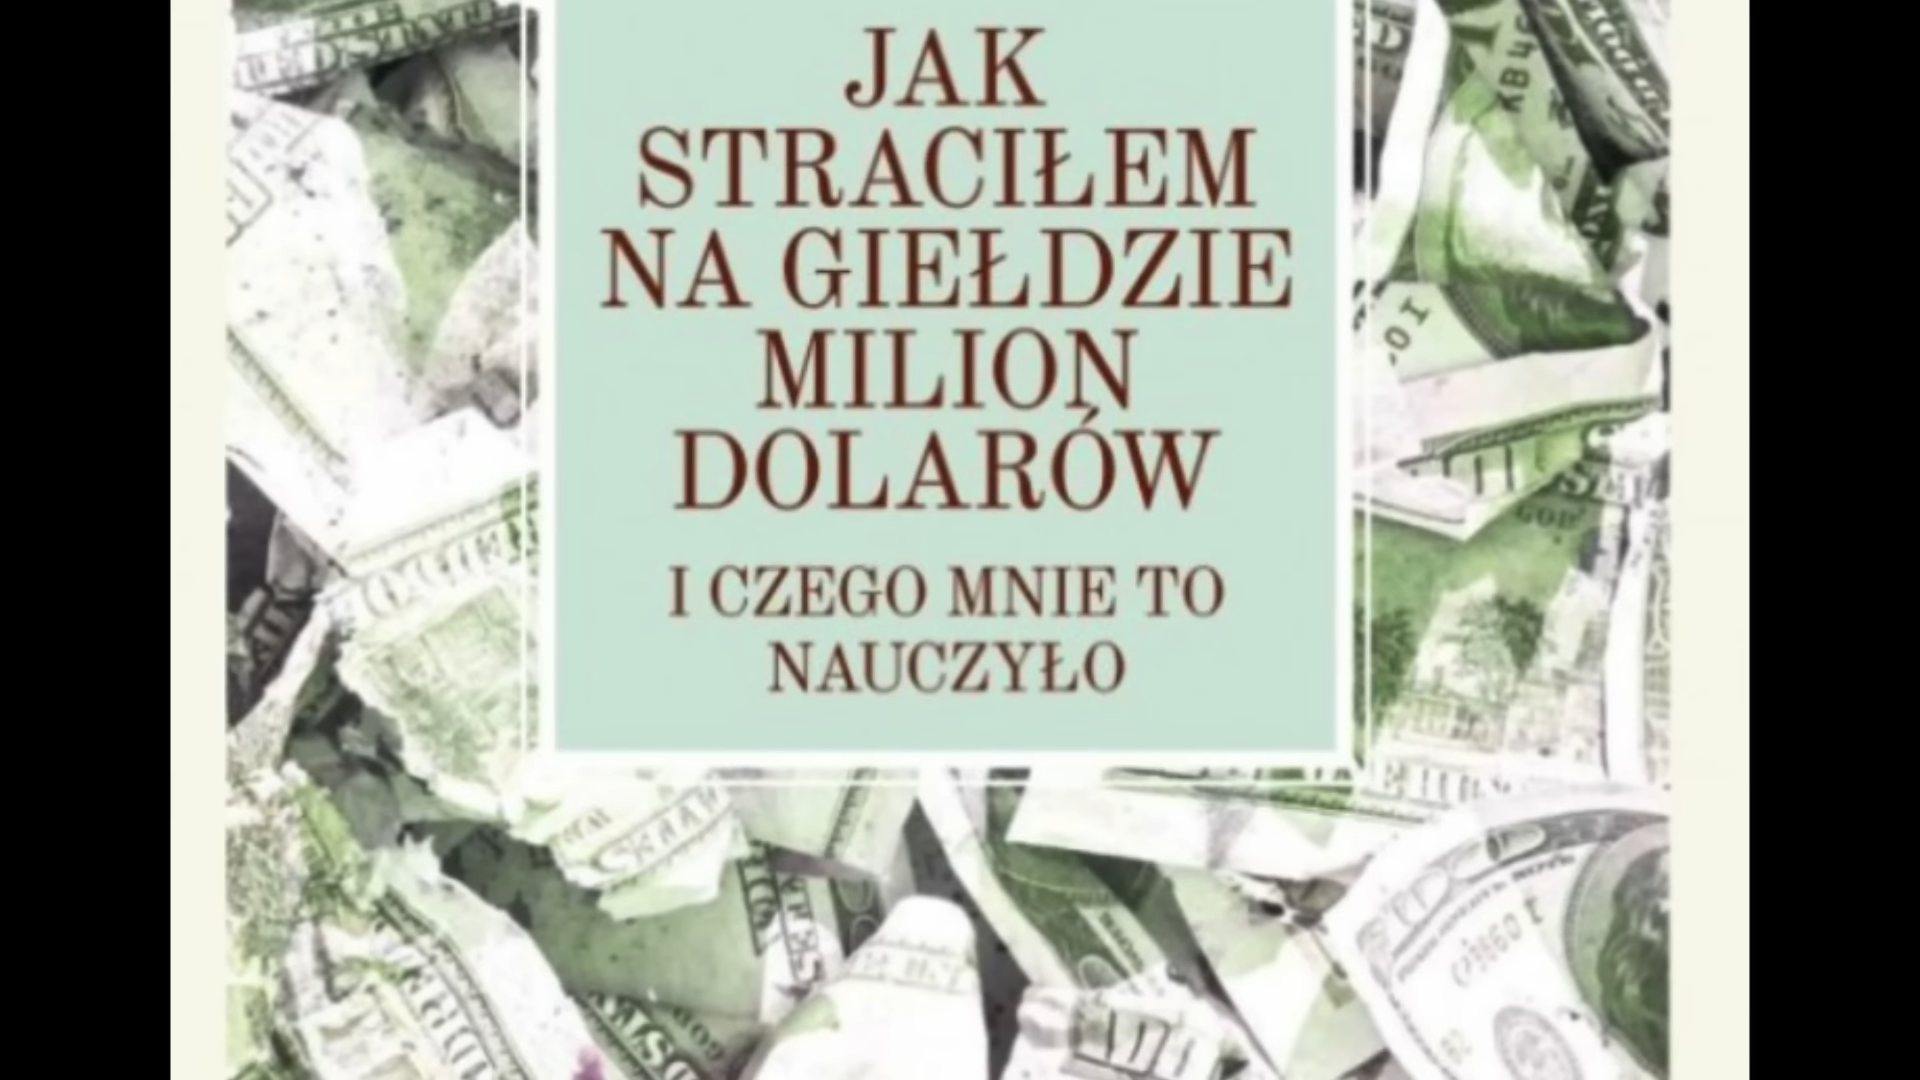 JAK
STRACIŁEM
NA GIEŁDZIE
MILION
DOLARÓW
I CZEGO MNIE TO
NAUCZYŁO